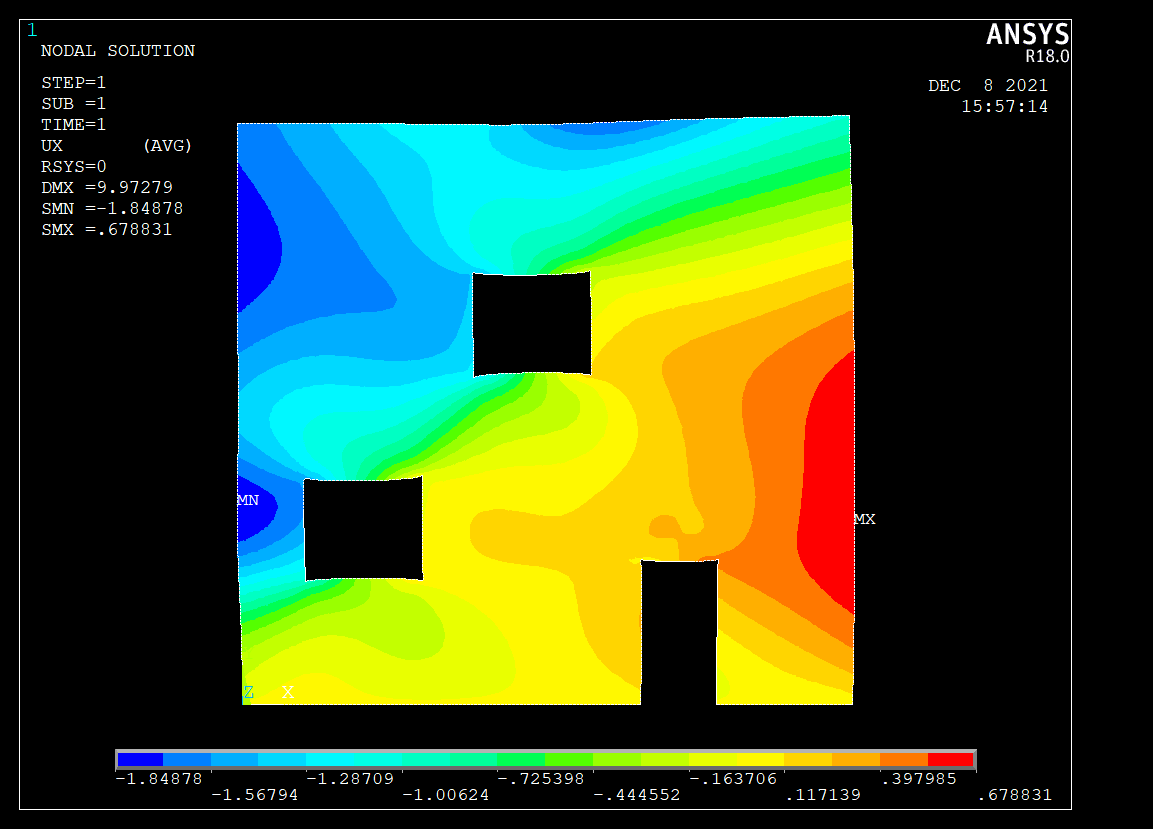 1
NODAL SOLUTION
STEP=1
SUB =1
TIME=1
UX (AVG)
RSYS=0
DMX =9.97279
SMN =-1.84878
SMX =.678831
ANSYS
R18.0
DEC 8 2021
15:57:14
MN
MX
Z X
-1.84878 -1.28709 -.725398 -.163706 .397985
-1.56794 -1.00624 -.444552 .117139 .678831